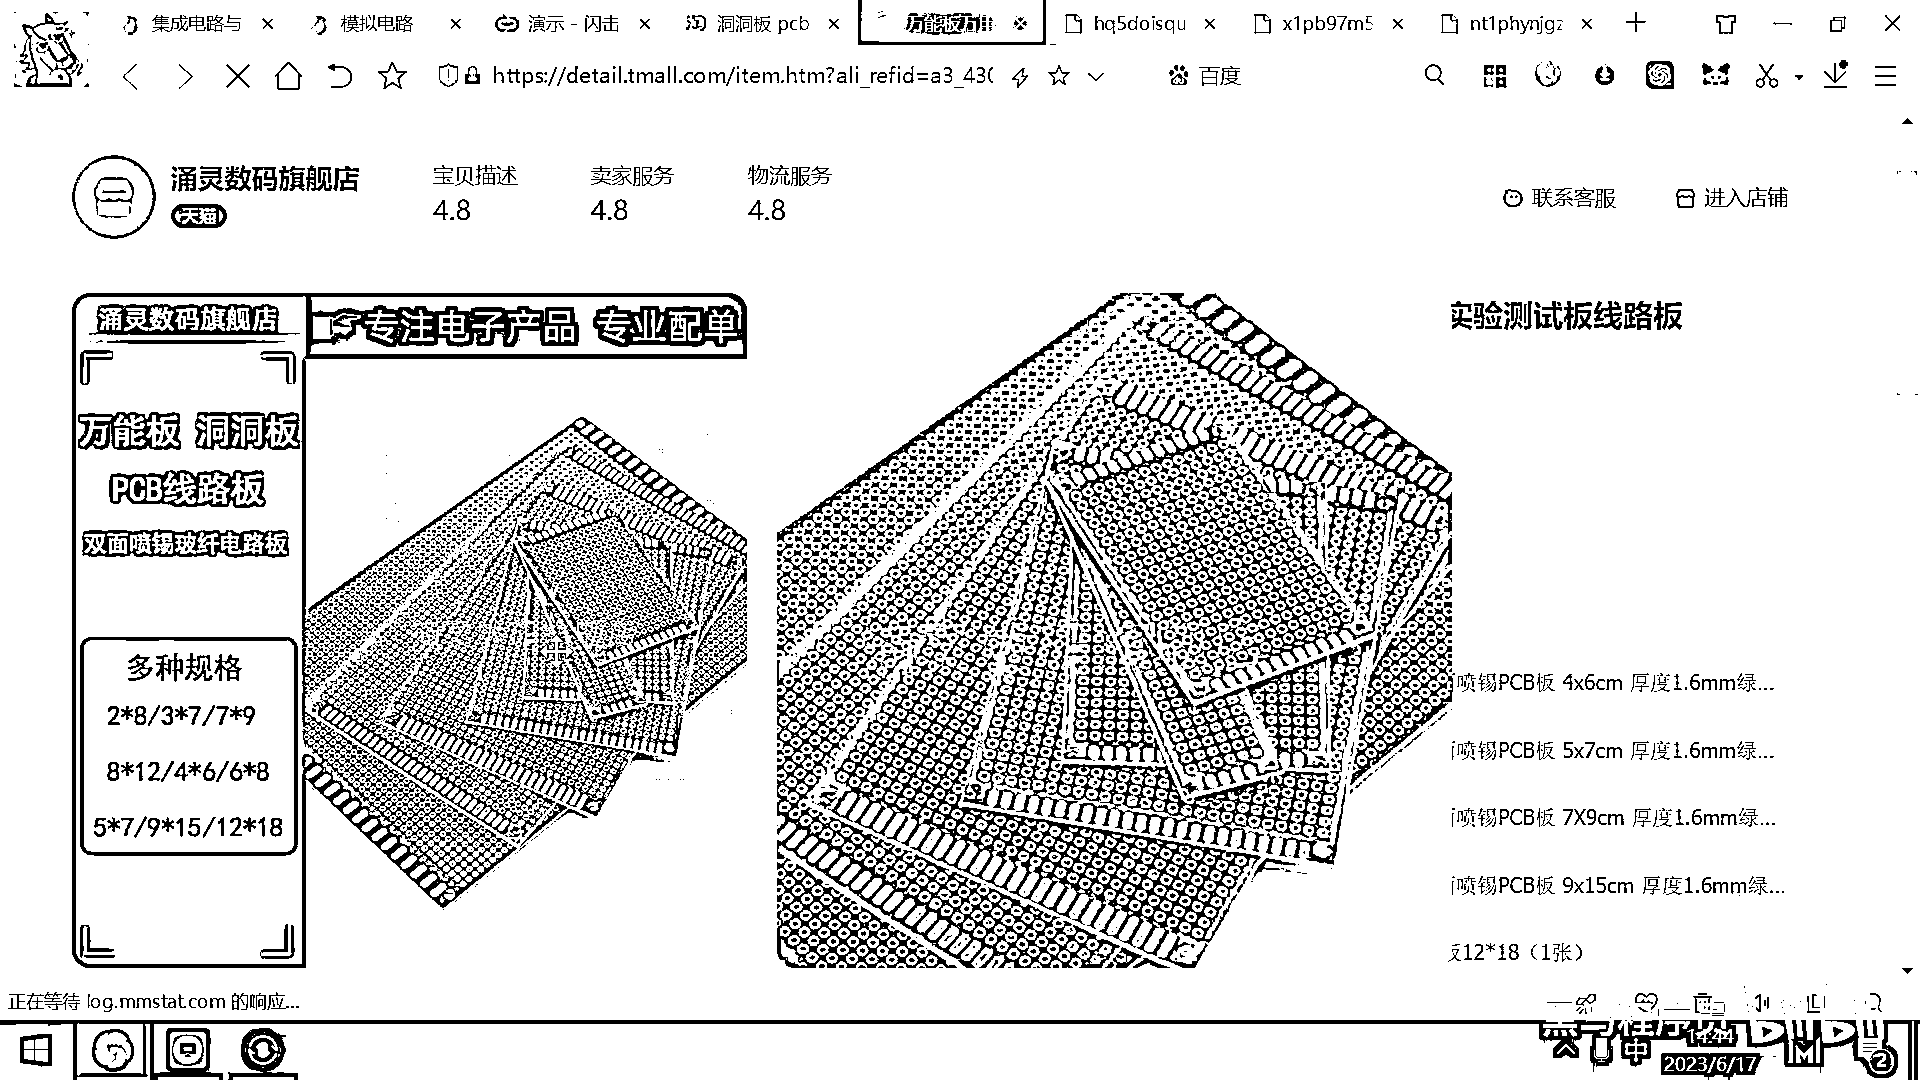 集成电路与
模拟电路
演示 - 闪击
洞洞板 pcb
万能板万用
hq5doisqu
x1pb97m5
nt1phynjgz
https://detail.tmall.com/item.htm?ali_refid=a3_430
百度
涌灵数码旗舰店
天猫
宝贝描述
4.8
卖家服务
4.8
物流服务
4.8
联系客服
进入店铺
涌灵数码旗舰店
专注电子产品 专业配单
万能板 洞洞板
PCB线路板
双面喷锡玻纤电路板
多种规格
2*8/3*7/7*9
8*12/4*6/6*8
5*7/9*15/12*18
实验测试板线路板
喷锡PCB板 4x6cm 厚度1.6mm绿...
喷锡PCB板 5x7cm 厚度1.6mm绿...
喷锡PCB板 7X9cm 厚度1.6mm绿...
喷锡PCB板 9x15cm 厚度1.6mm绿...
12*18（1张）
正在等待 log.mmstat.com 的响应...
中
14:44
2023/6/17
2